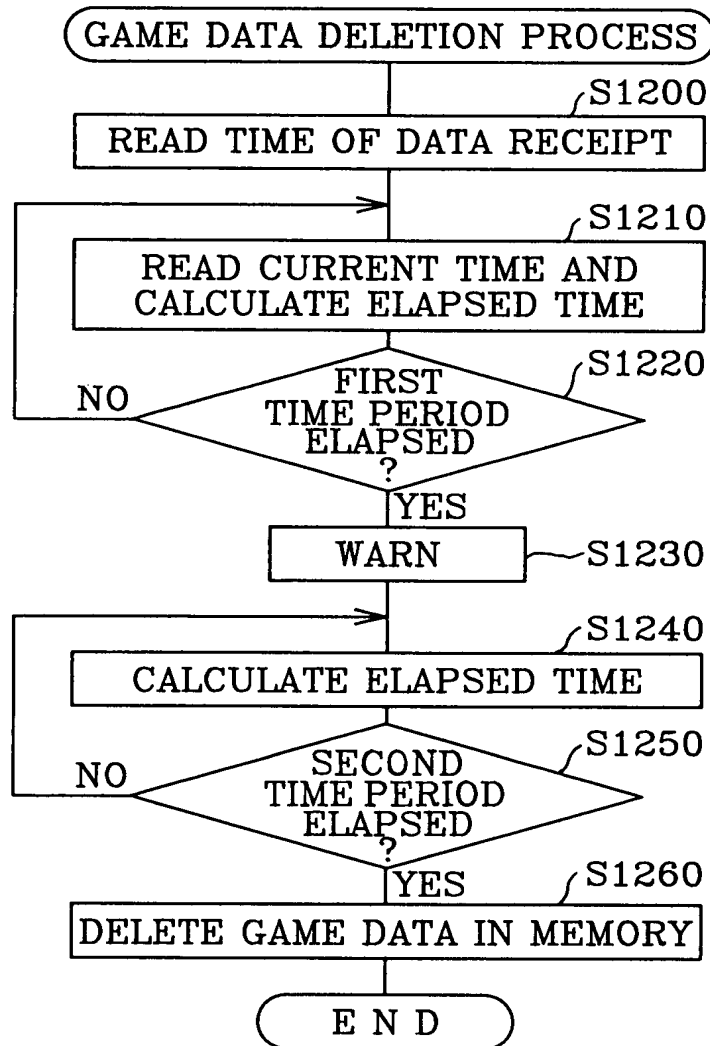 GAME DATA DELETION PROCESS
S1200
READ TIME OF DATA RECEIPT
S1210
READ CURRENT TIME AND
CALCULATE ELAPSED TIME
S1220
FIRST
TIME PERIOD
ELAPSED
?
NO
YES
WARN
S1230
S1240
CALCULATE ELAPSED TIME
S1250
SECOND
TIME PERIOD
ELAPSED
?
NO
YES
S1260
DELETE GAME DATA IN MEMORY
END